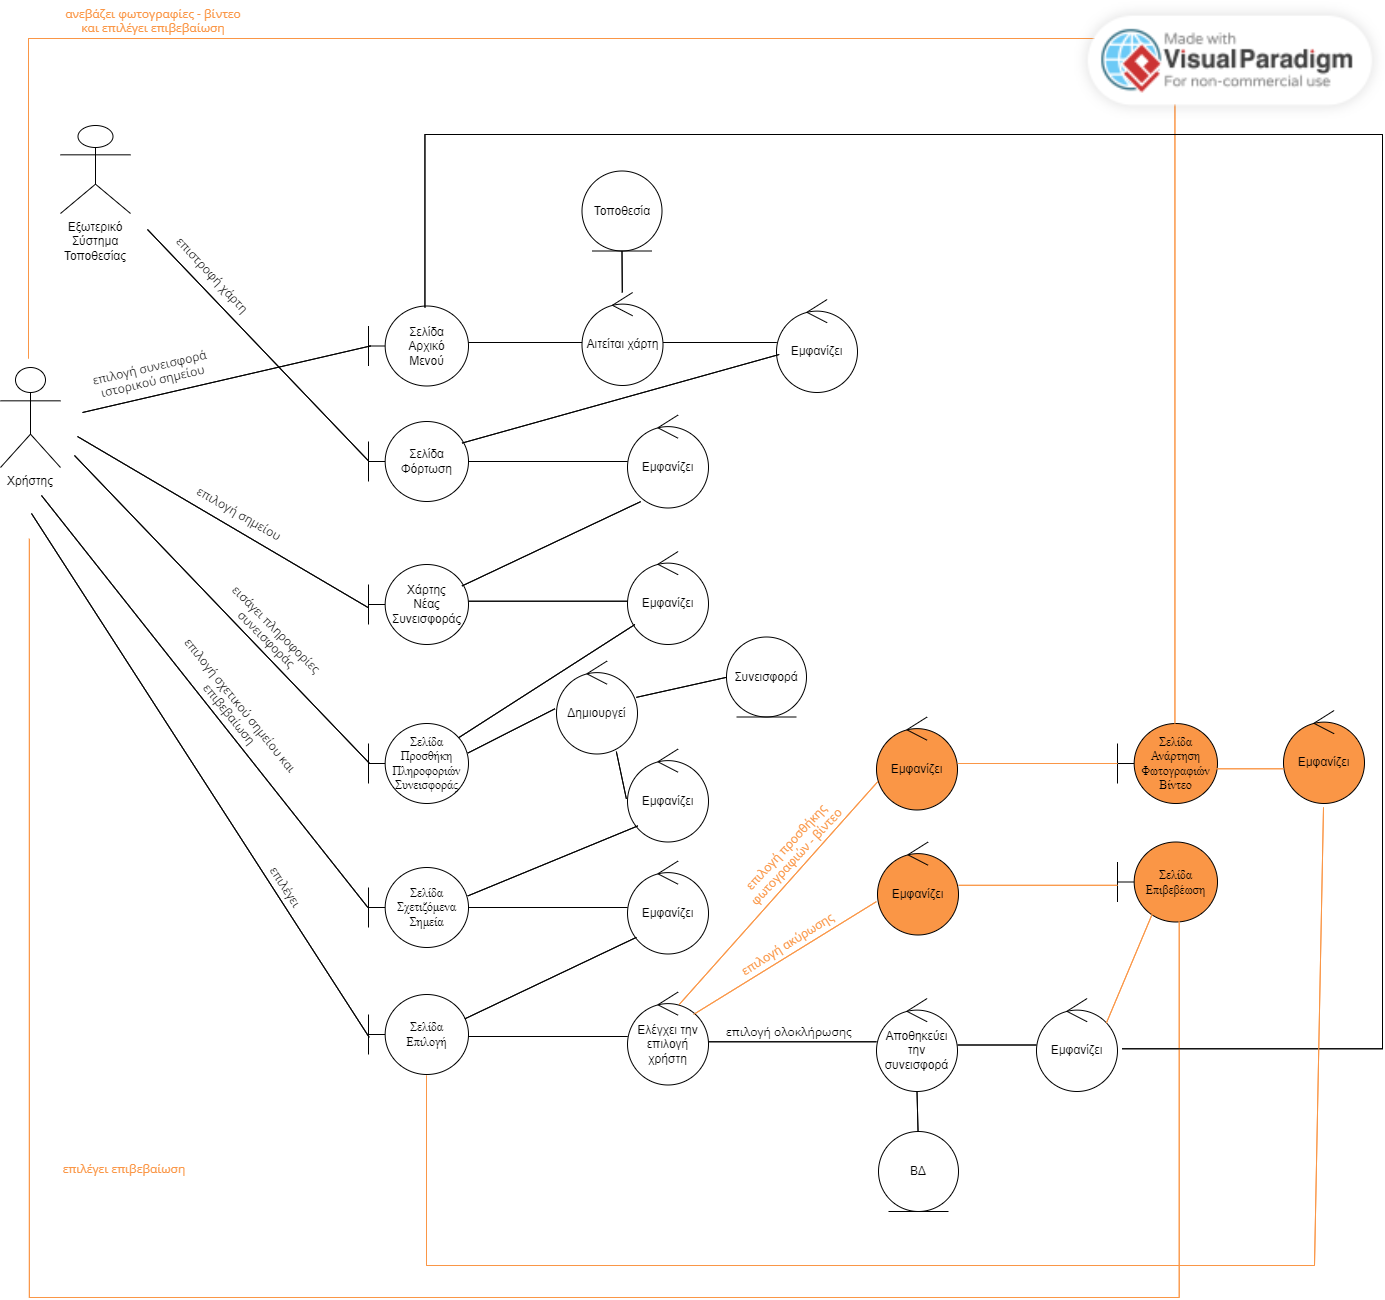 ανεβάζει φωτογραφίες - βίντεο
και επιλέγει επιβεβαίωση
Made with
Visual Paradigm
For non-commercial use
Εξωτερικό
Σύστημα
Τοποθεσίας
Τοποθεσία
επιστροφή χάρτη
Σελίδα
Αρχικό
Μενού
Αιτείται χάρτη
Εμφανίζει
επιλογή συνεισφορά
ιστορικού σημείου
Χρήστης
Σελίδα
Φόρτωση
Εμφανίζει
επιλογή σημείου
Χάρτης
Νέας
Συνεισφοράς
Εμφανίζει
εισάγει πληροφορίες
συνεισφοράς
Συνεισφορά
Δημιουργεί
επιλογή σχετικού σημείου και
επιβεβαίωση
Σελίδα
Προσθήκη
Πληροφοριών
Συνεισφοράς
Εμφανίζει
Εμφανίζει
Σελίδα
Ανάρτηση
Φωτογραφιών
Βίντεο
Εμφανίζει
επιλογή προσθήκης
φωτογραφιών - βίντεο
επιλέγει
Σελίδα
Σχετιζόμενα
Σημεία
Εμφανίζει
Εμφανίζει
Σελίδα
Επιβεβέωση
επιλογή ακύρωσης
Σελίδα
Επιλογή
Ελέγχει την
επιλογή
χρήστη
επιλογή ολοκλήρωσης
Αποθηκεύει
την
συνεισφορά
Εμφανίζει
ΒΔ
επιλέγει επιβεβαίωση